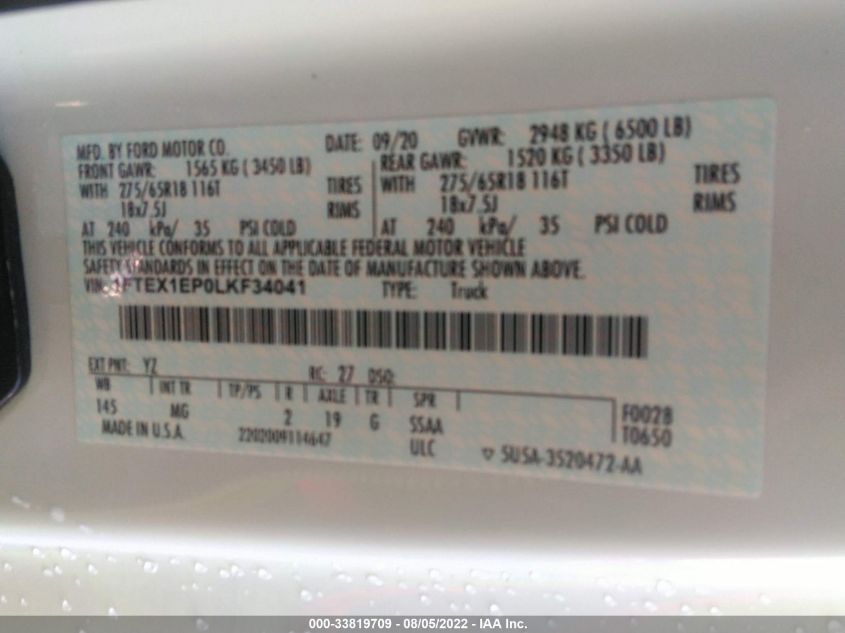 MFD. BY FORD MOTOR CO. DATE: 09/20 GVWR: 2948 KG ( 6500 LB)
FRONT GAWR: 1565 KG ( 3450 LB) REAR GAWR: 1520 KG ( 3350 LB)
WITH 275/65R18 116T TIRES WITH 275/65R18 116T TIRES
18x7.5J RIMS 18x7.5J RIMS
AT 240 kPa/ 35 PSI COLD AT 240 kPa/ 35 PSI COLD
THIS VEHICLE CONFORMS TO ALL APPLICABLE FEDERAL MOTOR VEHICLE
SAFETY STANDARDS IN EFFECT ON THE DATE OF MANUFACTURE SHOWN ABOVE.
VIN: 1FTEX1EP0LKF34041 TYPE: Truck
EXT PNT: YZ RC: 27 DSO:
WB INT TR TP/PS R AXLE TR SPR
145 MG 2 19 G SSAA F0028
MADE IN U.S.A. 2202009114647 ULC T0650
5U5A-3520472-AA
000-33819709 - 08/05/2022 - IAA Inc.